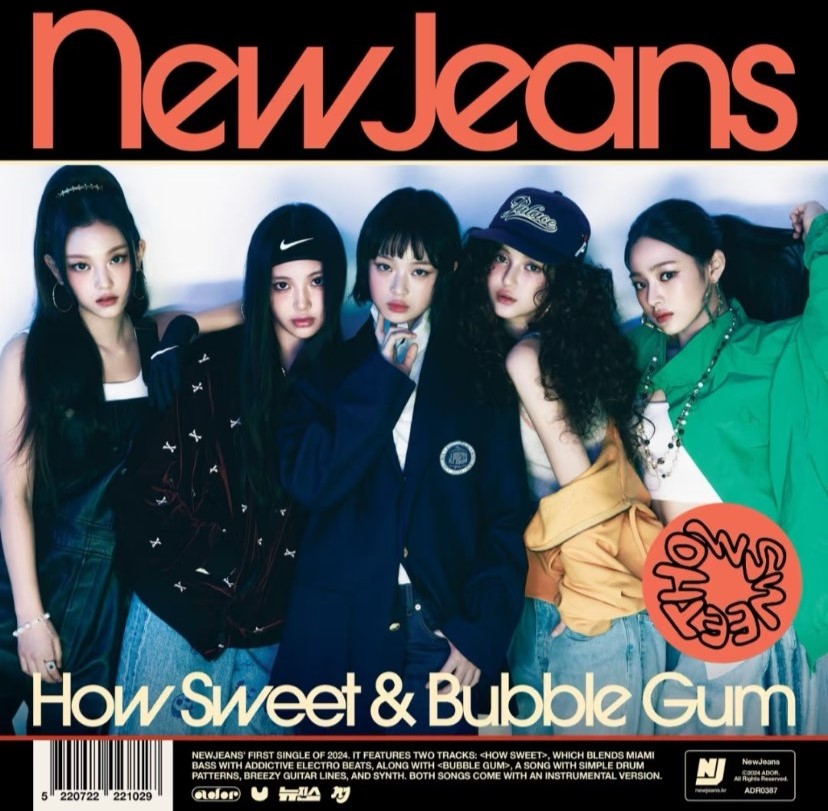 NewJeans
Palace
HOW SWEET
How Sweet & Bubble Gum
NEWJEANS' FIRST SINGLE OF 2024. IT FEATURES TWO TRACKS: <HOW SWEET>, WHICH BLENDS MIAMI
BASS WITH ADDICTIVE ELECTRO BEATS, ALONG WITH <BUBBLE GUM>, A SONG WITH SIMPLE DRUM
PATTERNS, BREEZY GUITAR LINES, AND SYNTH. BOTH SONGS COME WITH AN INSTRUMENTAL VERSION.
5 220722 221029
ador
뉴진스
NJ
newjeans.kr
NewJeans
©2024 ADOR.
All Rights Reserved.
ADR0387